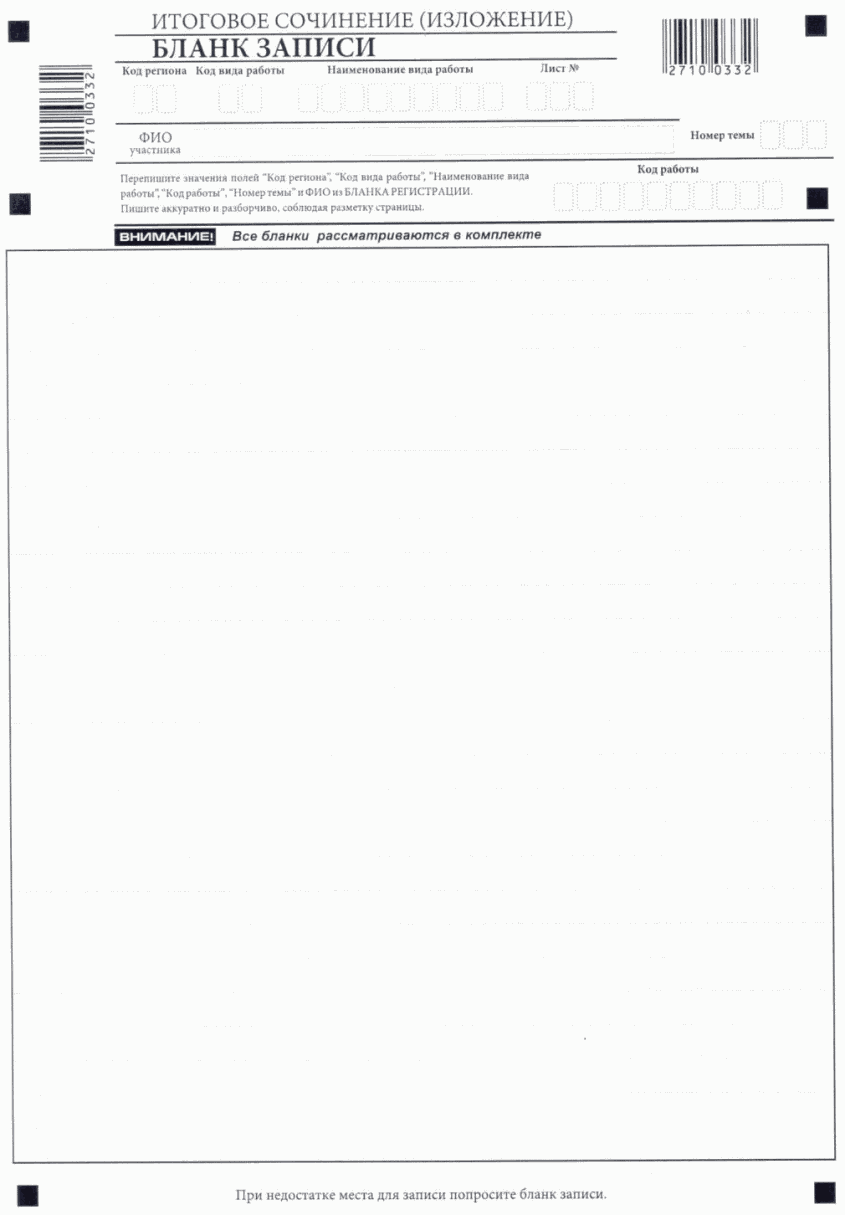 ИТОГОВОЕ СОЧИНЕНИЕ (ИЗЛОЖЕНИЕ)
БЛАНК ЗАПИСИ
2710 0332
2710 0332
Код региона Код вида работы Наименование вида работы Лист №
ФИО участника
Номер темы
Перепишите значения полей "Код региона", "Код вида работы", "Наименование вида
работы", "Код работы", "Номер темы" и ФИО из БЛАНКА РЕГИСТРАЦИИ.
Пишите аккуратно и разборчиво, соблюдая разметку страницы.
Код работы
ВНИМАНИЕ! Все бланки рассматриваются в комплекте
При недостатке места для записи попросите бланк записи.